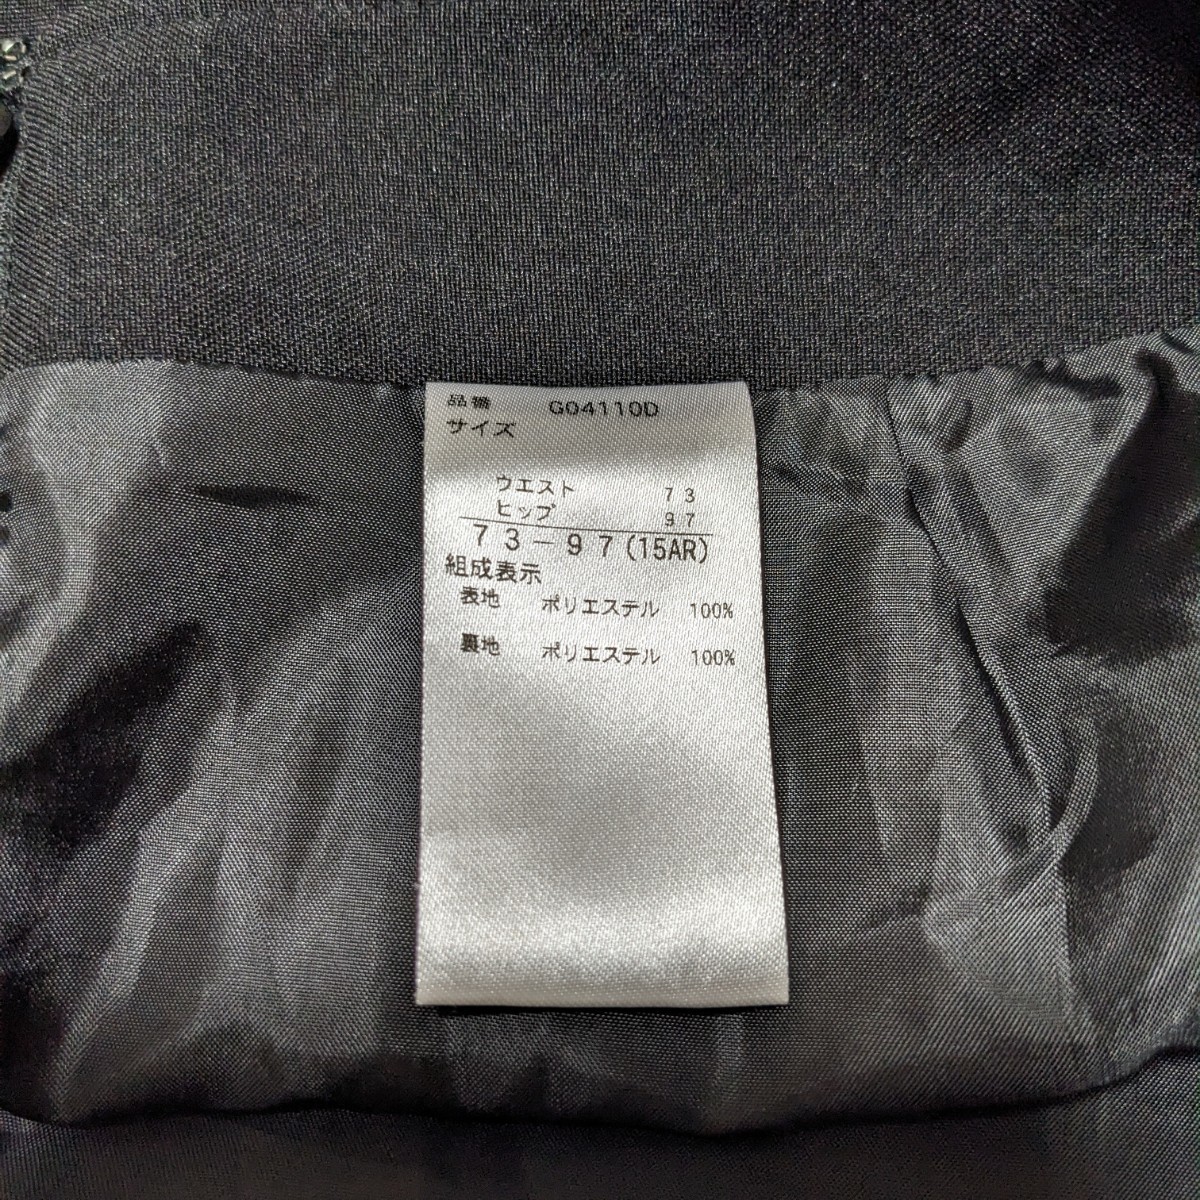 品番 G04110D
サイズ
ウエスト 73
ヒップ 97
73-97(15AR)
組成表示
表地 ポリエステル 100%
裏地 ポリエステル 100%